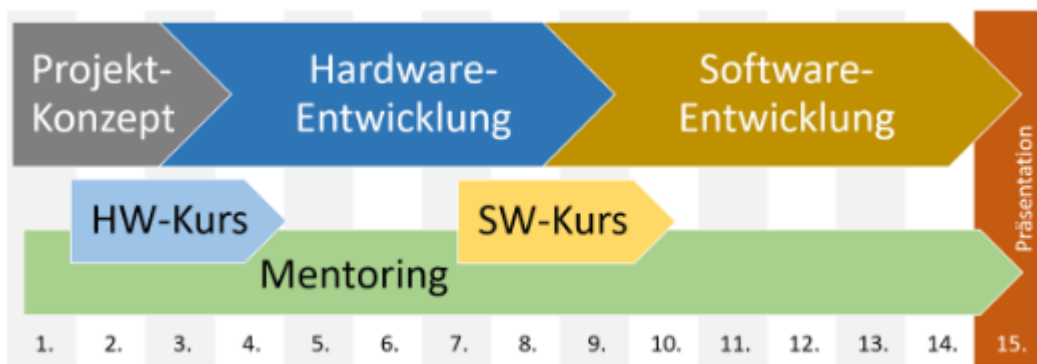 Projekt-
Konzept
Hardware-
Entwicklung
Software-
Entwicklung
Präsentation
HW-Kurs
SW-Kurs
Mentoring
1. 2. 3. 4. 5. 6. 7. 8. 9. 10. 11. 12. 13. 14. 15.